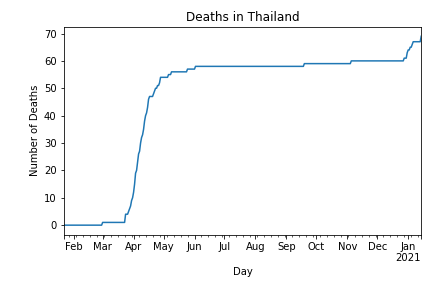 Deaths in Thailand
Number of Deaths
70
60
50
40
30
20
10
0
Feb Mar Apr May Jun Jul Aug Sep Oct Nov Dec Jan
2021
Day